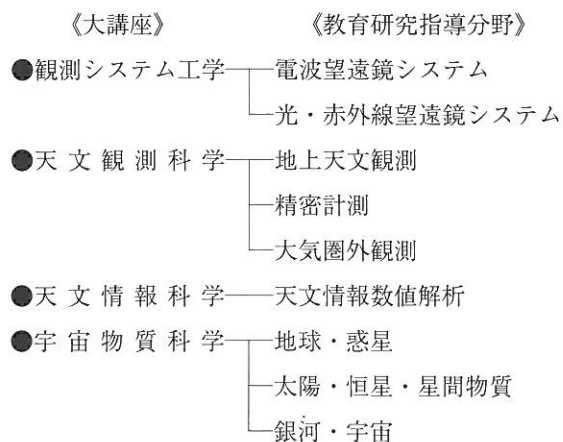 《大講座》 《教育研究指導分野》
●観測システム工学 電波望遠鏡システム
光・赤外線望遠鏡システム
●天文観測科学 地上天文観測
精密計測
大気圏外観測
●天文情報科学 天文情報数値解析
●宇宙物質科学 地球・惑星
太陽・恒星・星間物質
銀河・宇宙